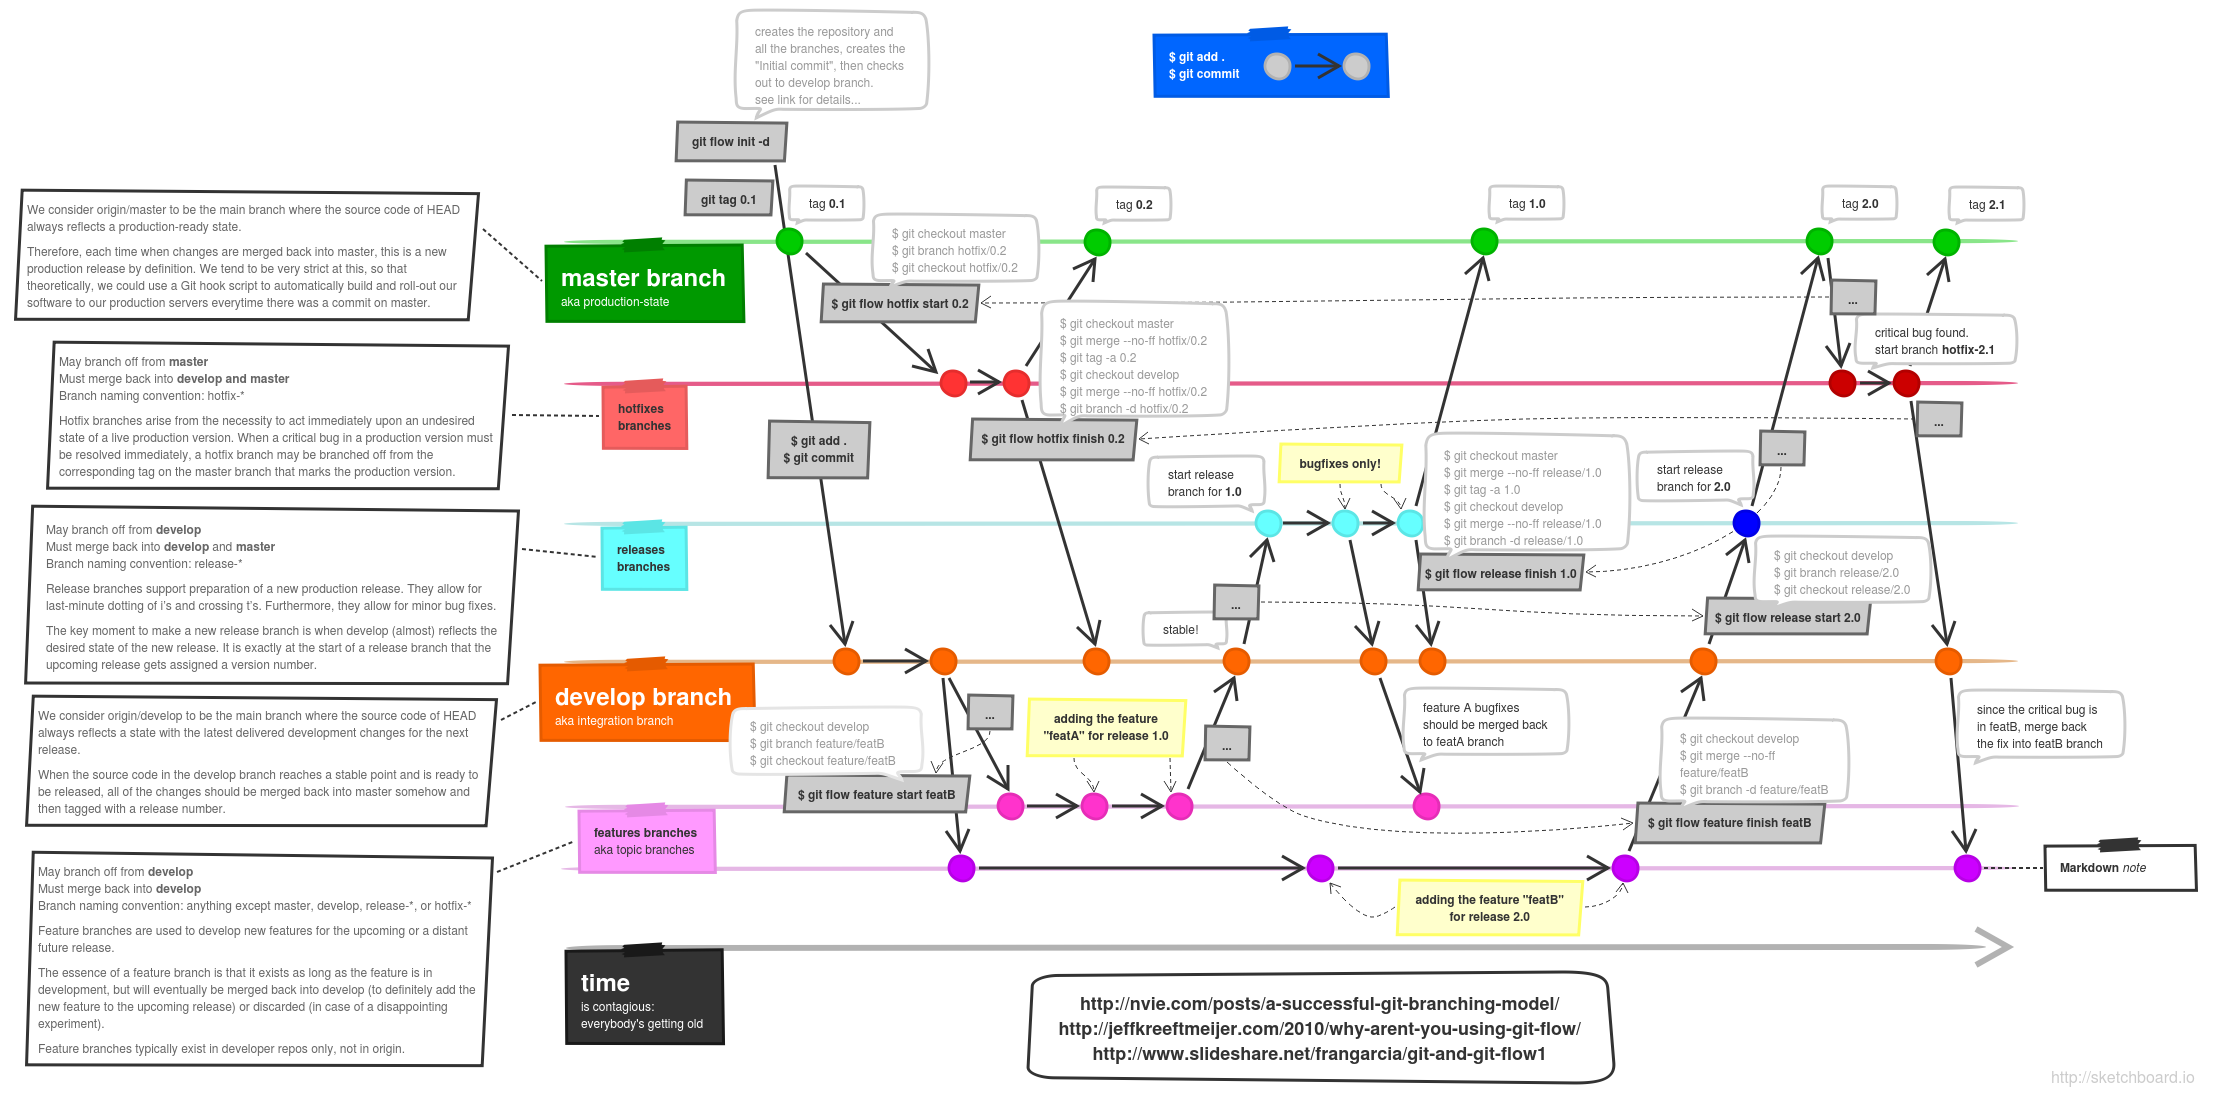 creates the repository and
all the branches, creates the
"Initial commit", then checks
out to develop branch.
see link for details...
$ git add .
$ git commit
git flow init -d
git tag 0.1
tag 0.1
tag 0.2
tag 1.0
tag 2.0
tag 2.1
We consider origin/master to be the main branch where the source code of HEAD
always reflects a production-ready state.
Therefore, each time when changes are merged back into master, this is a new
production release by definition. We tend to be very strict at this, so that
theoretically, we could use a Git hook script to automatically build and roll-out our
software to our production servers everytime there was a commit on master.
master branch
aka production-state
$ git checkout master
$ git branch hotfix/0.2
$ git checkout hotfix/0.2
$ git flow hotfix start 0.2
...
critical bug found.
start branch hotfix-2.1
$ git checkout master
$ git merge --no-ff hotfix/0.2
$ git tag -a 0.2
$ git checkout develop
$ git merge --no-ff hotfix/0.2
$ git branch -d hotfix/0.2
$ git flow hotfix finish 0.2
...
May branch off from master
Must merge back into develop and master
Branch naming convention: hotfix-*
Hotfix branches arise from the necessity to act immediately upon an undesired
state of a live production version. When a critical bug in a production version must
be resolved immediately, a hotfix branch may be branched off from the
corresponding tag on the master branch that marks the production version.
hotfixes
branches
$ git add .
$ git commit
start release
branch for 1.0
bugfixes only!
$ git checkout master
$ git merge --no-ff release/1.0
$ git tag -a 1.0
$ git checkout develop
$ git merge --no-ff release/1.0
$ git branch -d release/1.0
$ git flow release finish 1.0
start release
branch for 2.0
...
May branch off from develop
Must merge back into develop and master
Branch naming convention: release-*
Release branches support preparation of a new production release. They allow for
last-minute dotting of i's and crossing t's. Furthermore, they allow for minor bug fixes.
The key moment to make a new release branch is when develop (almost) reflects the
desired state of the new release. It is exactly at the start of a release branch that the
upcoming release gets assigned a version number.
releases
branches
$ git checkout develop
$ git branch release/2.0
$ git checkout release/2.0
$ git flow release start 2.0
...
stable!
We consider origin/develop to be the main branch where the source code of HEAD
always reflects a state with the latest delivered development changes for the next
release.
When the source code in the develop branch reaches a stable point and is ready to
be released, all of the changes should be merged back into master somehow and
then tagged with a release number.
develop branch
aka integration branch
$ git checkout develop
$ git branch feature/featB
$ git checkout feature/featB
$ git flow feature start featB
...
adding the feature
"featA" for release 1.0
...
feature A bugfixes
should be merged back
to featA branch
$ git checkout develop
$ git merge --no-ff
feature/featB
$ git branch -d feature/featB
$ git flow feature finish featB
since the critical bug is
in featB, merge back
the fix into featB branch
features branches
aka topic branches
May branch off from develop
Must merge back into develop
Branch naming convention: anything except master, develop, release-*, or hotfix-*
Feature branches are used to develop new features for the upcoming or a distant
future release.
The essence of a feature branch is that it exists as long as the feature is in
development, but will eventually be merged back into develop (to definitely add the
new feature to the upcoming release) or discarded (in case of a disappointing
experiment).
Feature branches typically exist in developer repos only, not in origin.
adding the feature "featB"
for release 2.0
Markdown note
time
is contagious:
everybody's getting old
http://nvie.com/posts/a-successful-git-branching-model/
http://jeffkreeftmeijer.com/2010/why-arent-you-using-git-flow/
http://www.slideshare.net/frangarcia/git-and-git-flow1
http://sketchboard.io